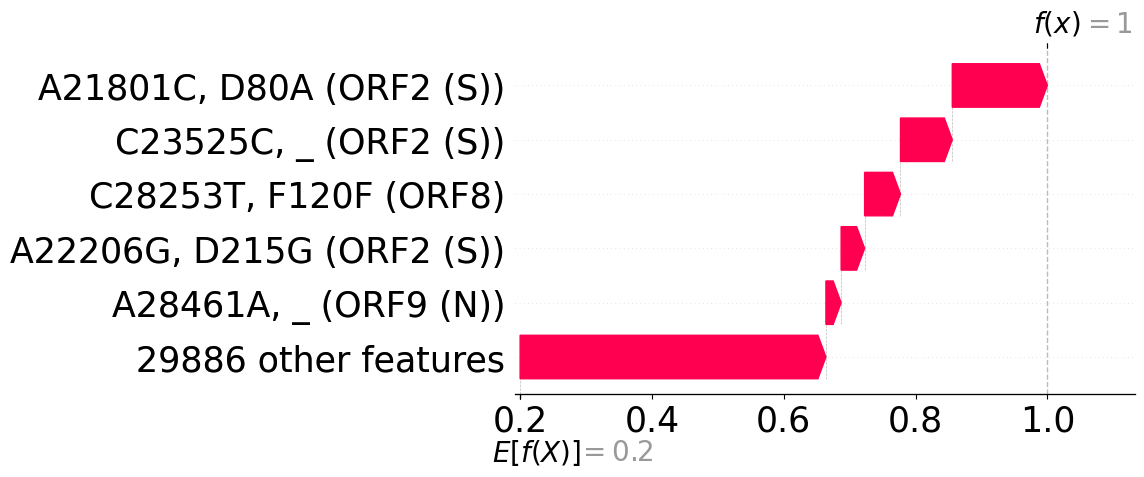 f(x) = 1
A21801C, D80A (ORF2 (S))
C23525C, _ (ORF2 (S))
C28253T, F120F (ORF8)
A22206G, D215G (ORF2 (S))
A28461A, _ (ORF9 (N))
29886 other features
0.2 0.4 0.6 0.8 1.0
E[f(X)] = 0.2